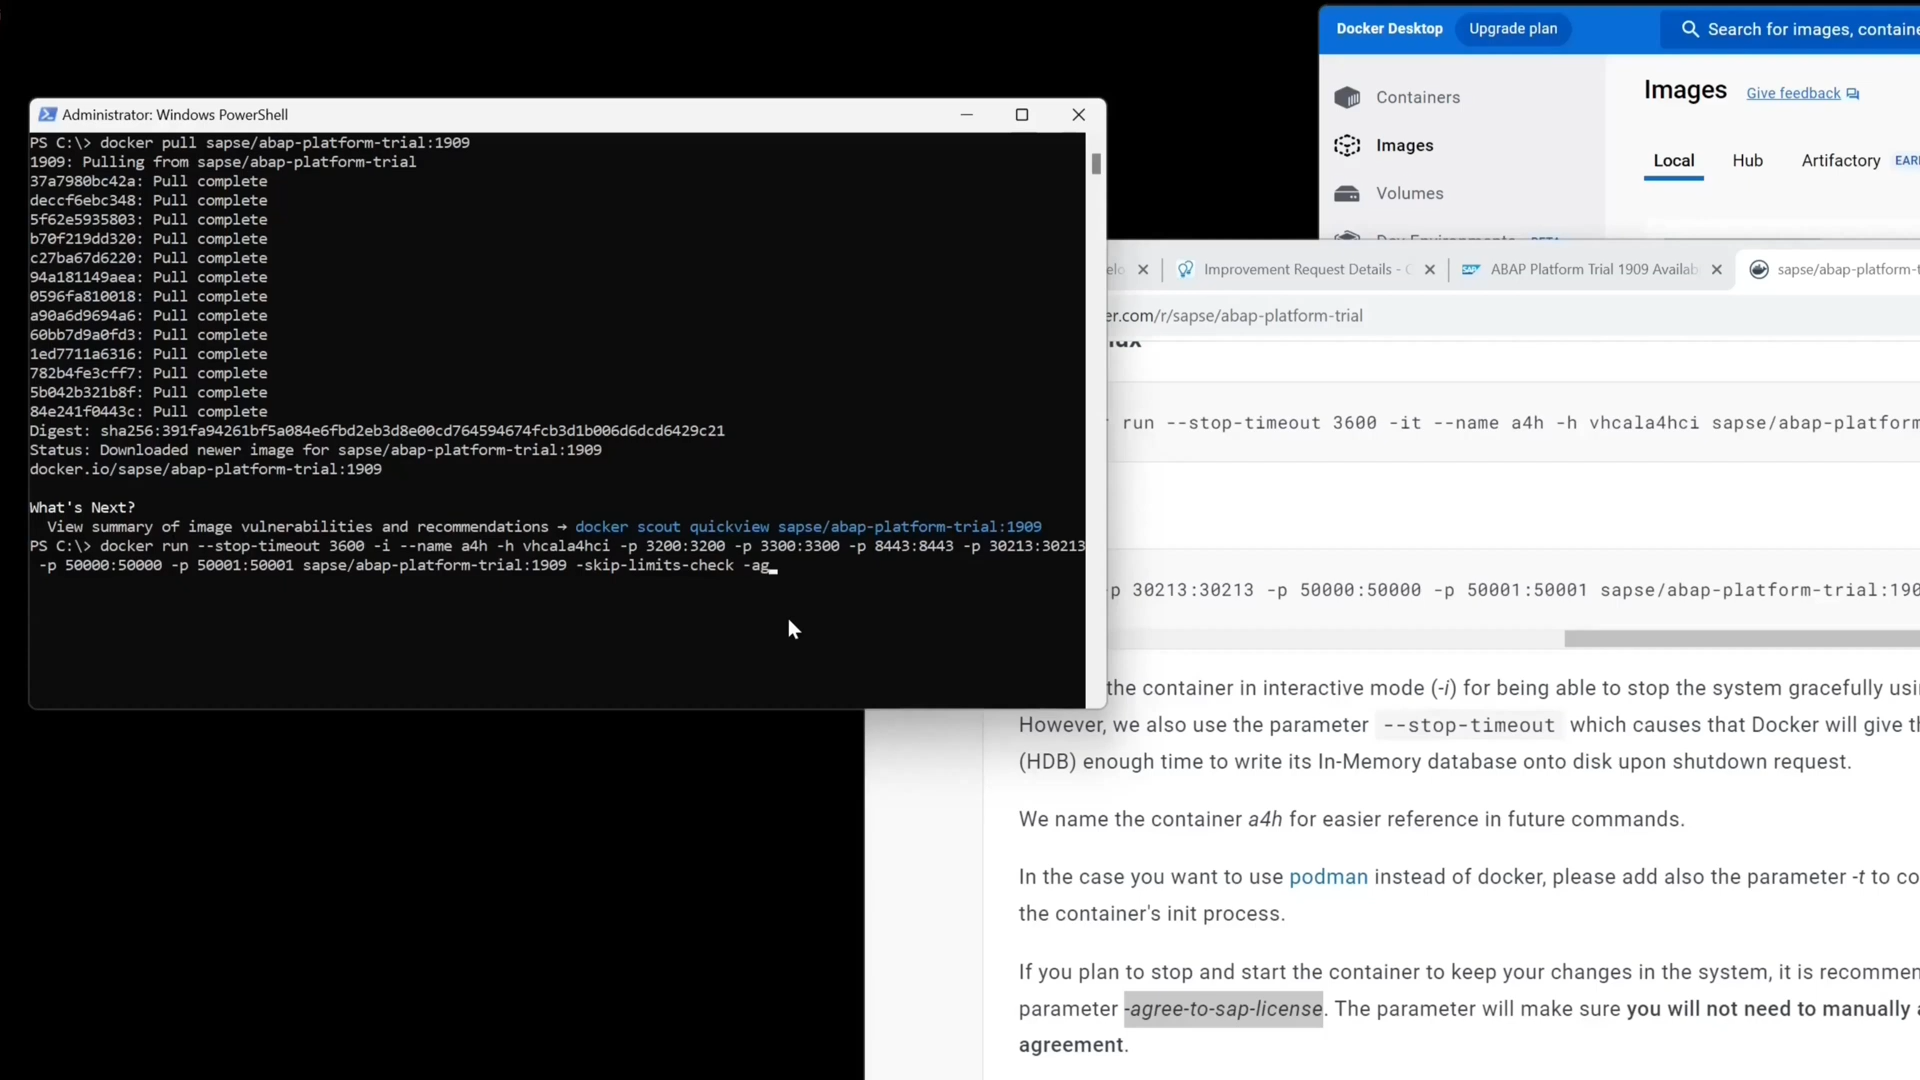 Docker Desktop
Upgrade plan
Search for images, containe
Containers
Images
Volumes
Images
Give feedback
Local
Hub
Artifactory
EAR
Administrator: Windows PowerShell
PS C:\> docker pull sapse/abap-platform-trial:1909
1909: Pulling from sapse/abap-platform-trial
37a7980bc42a: Pull complete
deccf6ebc348: Pull complete
5f62e5935803: Pull complete
b70f219dd320: Pull complete
c27ba67d6220: Pull complete
94a181149aea: Pull complete
0596fa810018: Pull complete
a90a6d9694a6: Pull complete
60bb7d9a0fd3: Pull complete
1ed7711a6316: Pull complete
782b4fe3cff7: Pull complete
5b042b321b8f: Pull complete
84e241f0443c: Pull complete
Digest: sha256:391fa94261bf5a084e6fbd2eb3d8e00cd764594674fcb3d1b006d6dcd6429c21
Status: Downloaded newer image for sapse/abap-platform-trial:1909
docker.io/sapse/abap-platform-trial:1909
What's Next?
View summary of image vulnerabilities and recommendations → docker scout quickview sapse/abap-platform-trial:1909
PS C:\> docker run --stop-timeout 3600 -i --name a4h -h vhcala4hci -p 3200:3200 -p 3300:3300 -p 8443:8443 -p 30213:30213
-p 50000:50000 -p 50001:50001 sapse/abap-platform-trial:1909 -skip-limits-check -ag_
elo
Improvement Request Details - C
SAP
ABAP Platform Trial 1909 Availab
sapse/abap-platform-t
er.com/r/sapse/abap-platform-trial
run --stop-timeout 3600 -it --name a4h -h vhcala4hci sapse/abap-platform
-p 30213:30213 -p 50000:50000 -p 50001:50001 sapse/abap-platform-trial:190
the container in interactive mode (-i) for being able to stop the system gracefully usi
However, we also use the parameter --stop-timeout which causes that Docker will give th
(HDB) enough time to write its In-Memory database onto disk upon shutdown request.
We name the container a4h for easier reference in future commands.
In the case you want to use podman instead of docker, please add also the parameter -t to co
the container's init process.
If you plan to stop and start the container to keep your changes in the system, it is recommen
parameter -agree-to-sap-license. The parameter will make sure you will not need to manually a
agreement.